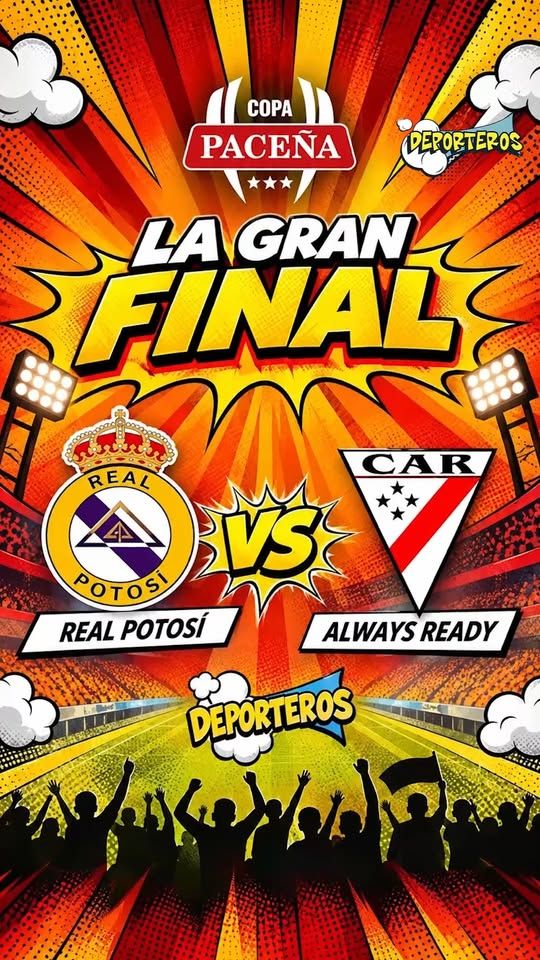 COPA
PACEÑA
DEPORTEROS
LA GRAN
FINAL
REAL
POTOSÍ
VS
CAR
REAL POTOSÍ
ALWAYS READY
DEPORTEROS